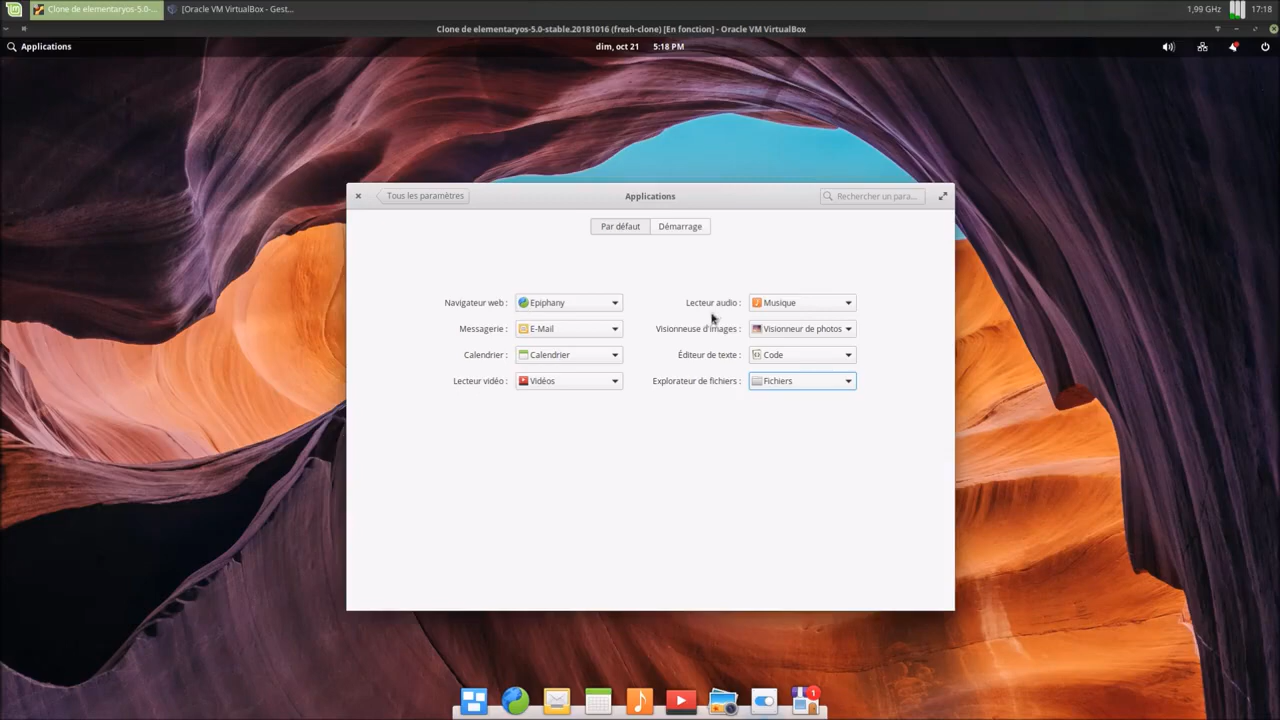 Clone de elementaryos-5.0-...
[Oracle VM VirtualBox - Gest...
1,99 GHz
17:18
Clone de elementaryos-5.0-stable.20181016 (fresh-clone) [En fonction] - Oracle VM VirtualBox
Applications
dim, oct 21 5:18 PM
Tous les paramètres
Applications
Rechercher un para...
Par défaut
Démarrage
Navigateur web : Epiphany
Lecteur audio : Musique
Messagerie : E-Mail
Visionneuse d'images : Visionneur de photos
Calendrier : Calendrier
Éditeur de texte : Code
Lecteur vidéo : Vidéos
Explorateur de fichiers : Fichiers
1